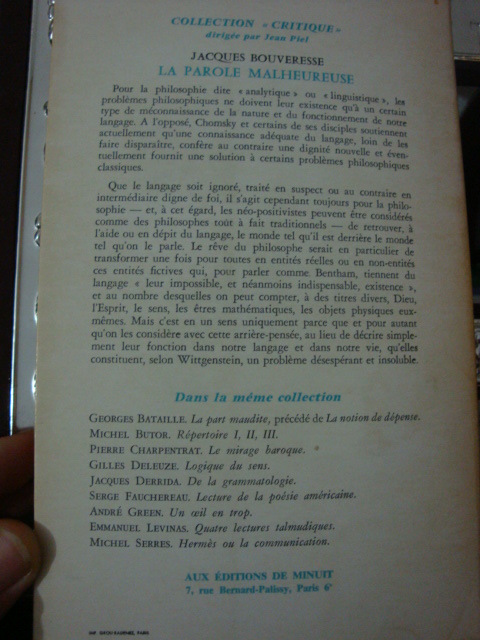 COLLECTION « CRITIQUE »
dirigée par Jean Piel
JACQUES BOUVERESSE
LA PAROLE MALHEUREUSE
Pour la philosophie dite « analytique » ou « linguistique », les
problèmes philosophiques ne doivent leur existence qu'à un certain
type de méconnaissance de la nature et du fonctionnement de notre
langage. A l'opposé, Chomsky et certains de ses disciples soutiennent
actuellement qu'une connaissance adéquate du langage, loin de les
faire disparaître, confère au contraire une dignité nouvelle et éven-
tuellement fournit une solution à certains problèmes philosophiques
classiques.
Que le langage soit ignoré, traité en suspect ou au contraire en
intermédiaire digne de foi, il s'agit cependant toujours pour la philo-
sophie — et, à cet égard, les néo-positivistes peuvent être considérés
comme des philosophes tout à fait traditionnels — de retrouver, à
l'aide ou en dépit du langage, le monde tel qu'il est derrière le monde
tel qu'on le parle. Le rêve du philosophe serait en particulier de
transformer une fois pour toutes en entités réelles ou en non-entités
ces entités fictives qui, pour parler comme Bentham, tiennent du
langage « leur impossible, et néanmoins indispensable, existence »,
et au nombre desquelles on peut compter, à des titres divers, Dieu,
l'Esprit, le sens, les êtres mathématiques, les objets physiques eux-
mêmes. Mais c'est en un sens uniquement parce que et pour autant
qu'on les considère avec cette arrière-pensée, au lieu de décrire simple-
ment leur fonction dans notre langage et dans notre vie, qu'elles
constituent, selon Wittgenstein, un problème désespérant et insoluble.
Dans la même collection
GEORGES BATAILLE. La part maudite, précédé de La notion de dépense.
MICHEL BUTOR. Répertoire I, II, III.
PIERRE CHARPENTRAT. Le mirage baroque.
GILLES DELEUZE. Logique du sens.
JACQUES DERRIDA. De la grammatologie.
SERGE FAUCHEREAU. Lecture de la poésie américaine.
ANDRÉ GREEN. Un œil en trop.
EMMANUEL LEVINAS. Quatre lectures talmudiques.
MICHEL SERRES. Hermès ou la communication.
AUX ÉDITIONS DE MINUIT
7, rue Bernard-Palissy, Paris 6e
PARIS